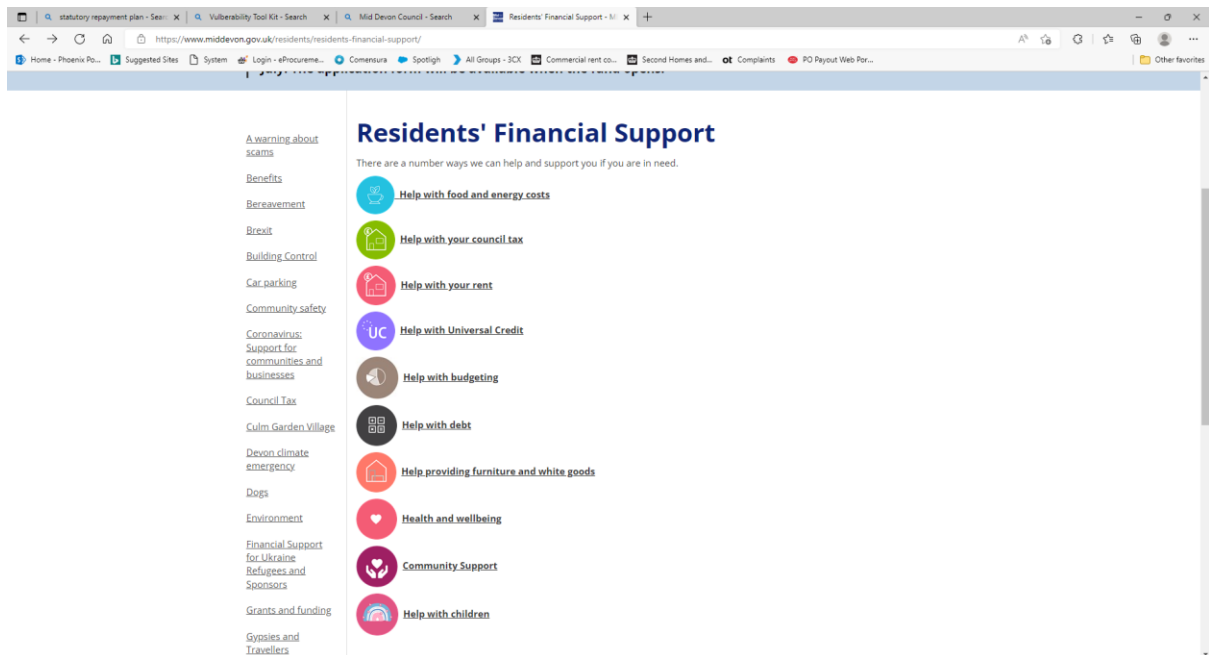 statutory repayment plan - Sear
Vulberability Tool Kit - Search
Mid Devon Council - Search
Residents' Financial Support - M
https://www.middevon.gov.uk/residents/residents-financial-support/
Home - Phoenix Po...
Suggested Sites
System
Login - eProcureme...
Comensura
Spotligh
All Groups - 3CX
Commercial rent co...
Second Homes and...
ot Complaints
PO Payout Web Por...
Other favorites
July. The application form will be available when the fund opens.
A warning about
scams
Benefits
Bereavement
Brexit
Building Control
Car parking
Community safety
Coronavirus:
Support for
communities and
businesses
Council Tax
Culm Garden Village
Devon climate
emergency
Dogs
Environment
Financial Support
for Ukraine
Refugees and
Sponsors
Grants and funding
Gypsies and
Travellers
Residents' Financial Support
There are a number ways we can help and support you if you are in need.
Help with food and energy costs
Help with your council tax
Help with your rent
UC Help with Universal Credit
Help with budgeting
Help with debt
Help providing furniture and white goods
Health and wellbeing
Community Support
Help with children